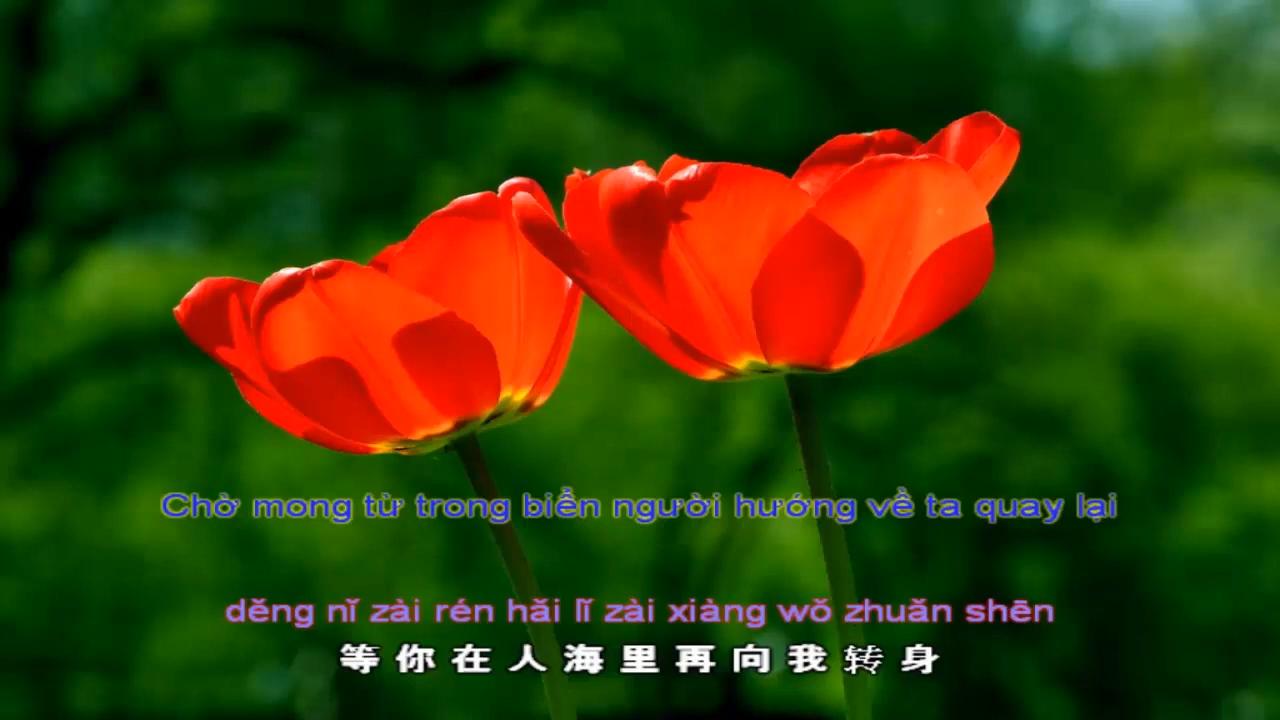 Chờ mong từ trong biển người hướng về ta quay lại
děng nǐ zài rén hǎi lǐ zài xiàng wǒ zhuǎn shēn
等你在人海里再向我转身